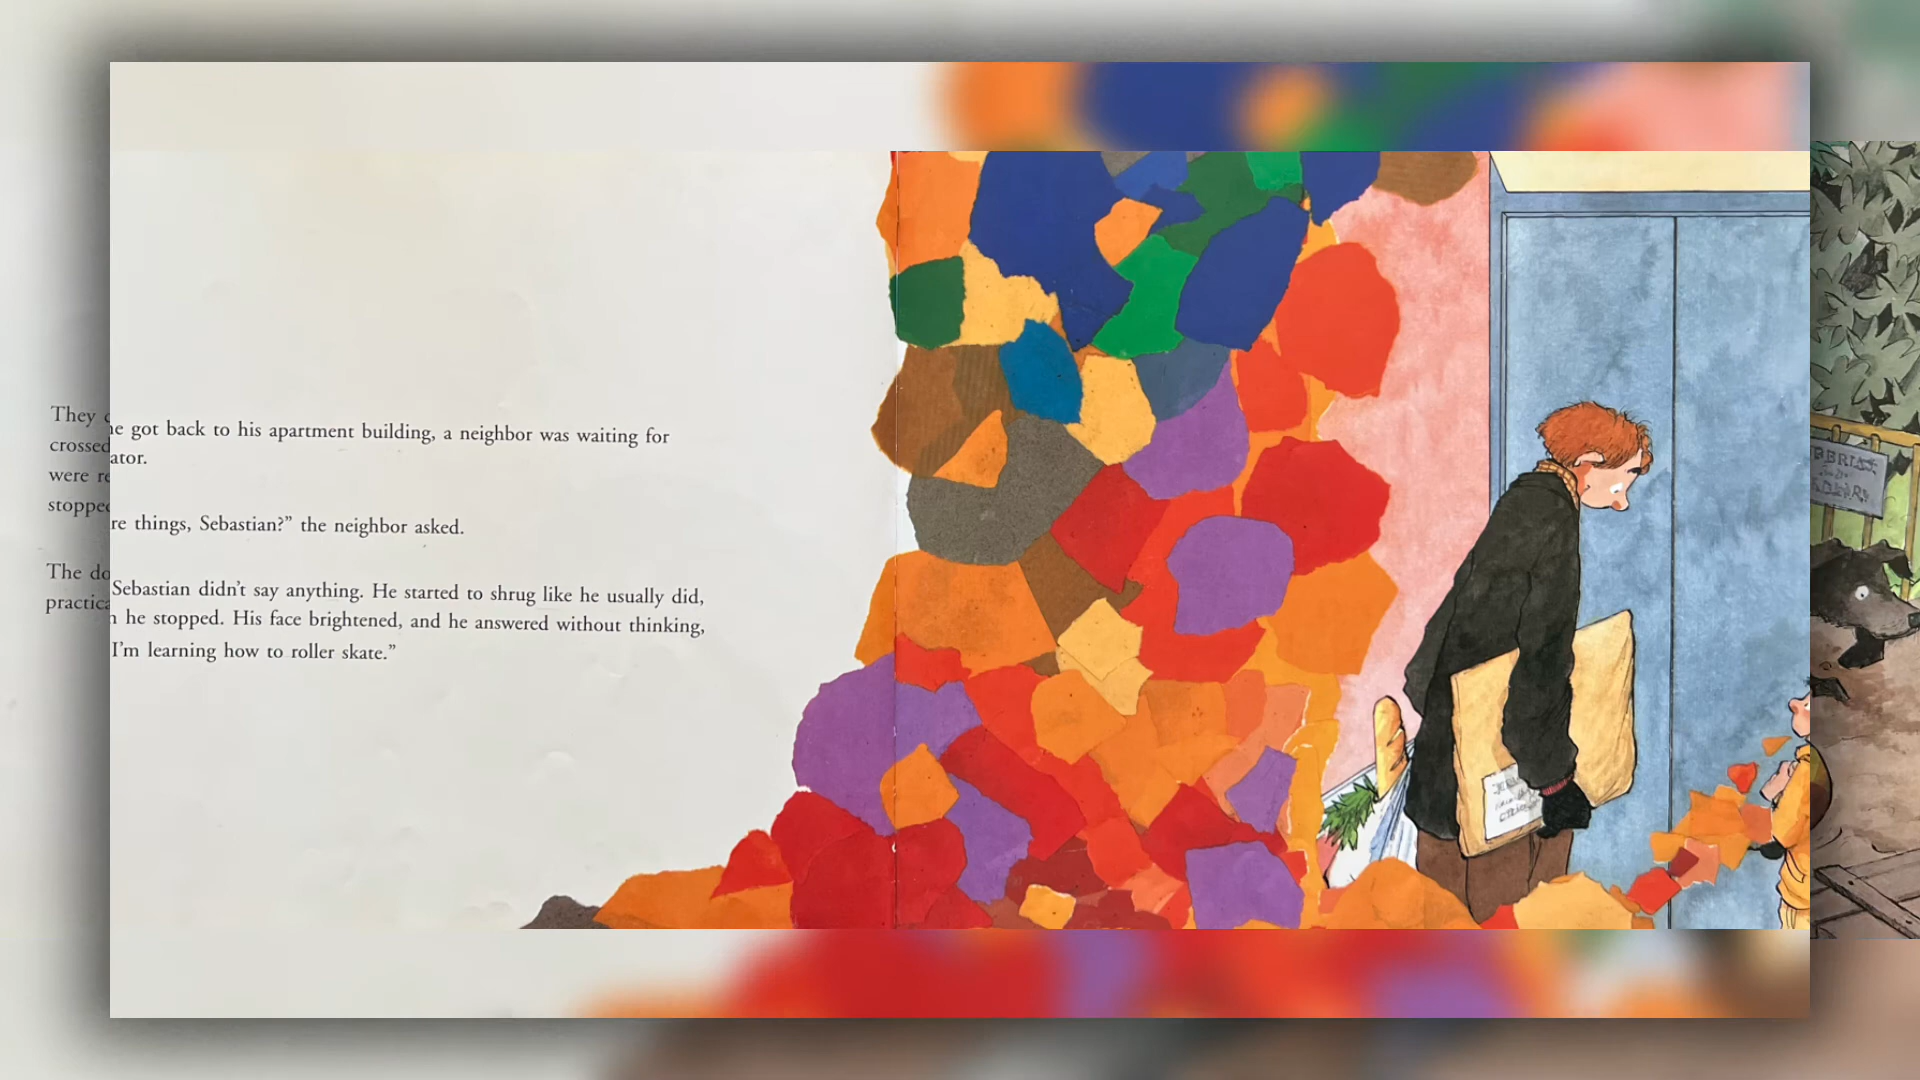 They
crossed
were re
stopped
The do
practica
he got back to his apartment building, a neighbor was waiting for
ator.
re things, Sebastian?” the neighbor asked.
Sebastian didn’t say anything. He started to shrug like he usually did,
he stopped. His face brightened, and he answered without thinking,
I’m learning how to roller skate.”